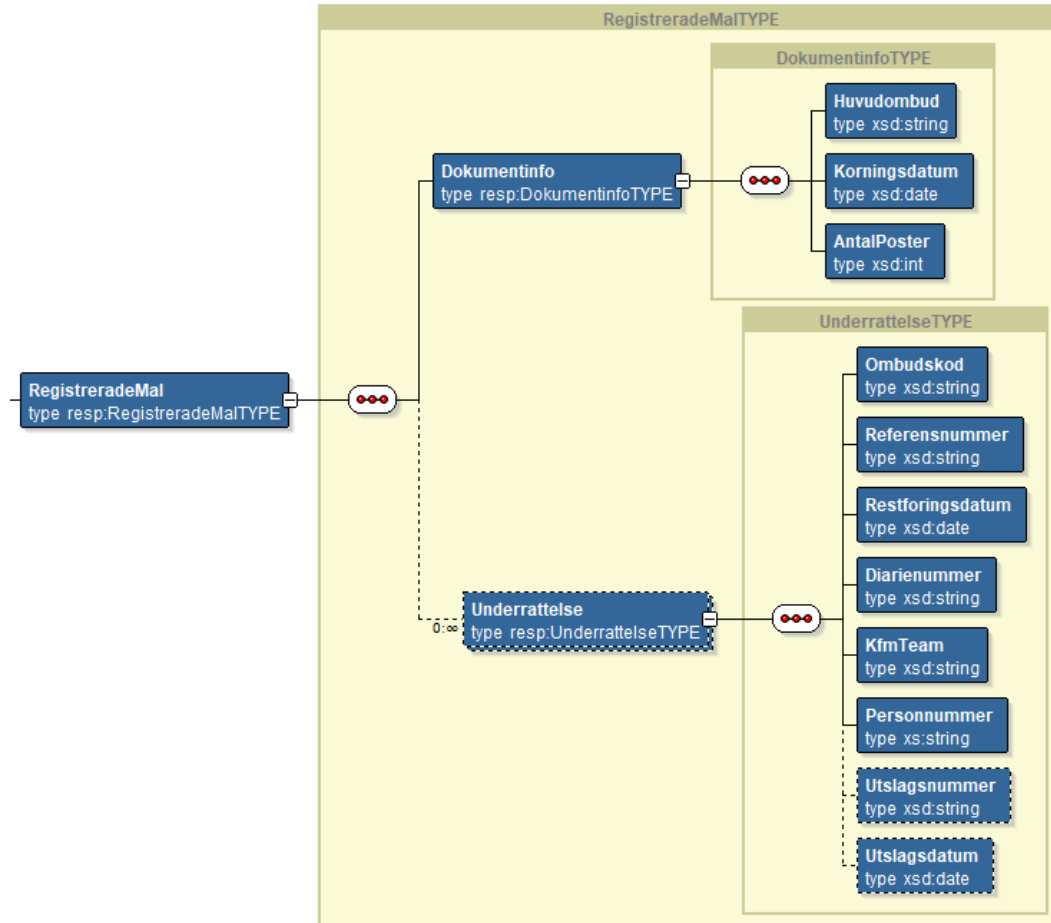 RegistreradeMalTYPE
DokumentinfoTYPE
Huvudombud
type xsd:string
Dokumentinfo
type resp:DokumentinfoTYPE
Korningsdatum
type xsd:date
AntalPoster
type xsd:int
UnderrattelseTYPE
Ombudskod
type xsd:string
RegistreradeMal
type resp:RegistreradeMalTYPE
Referensnummer
type xsd:string
Restforingsdatum
type xsd:date
Diarienummer
type xsd:string
Underrattelse
type resp:UnderrattelseTYPE
0:∞
KfmTeam
type xsd:string
Personnummer
type xs:string
Utslagsnummer
type xsd:string
Utslagsdatum
type xsd:date